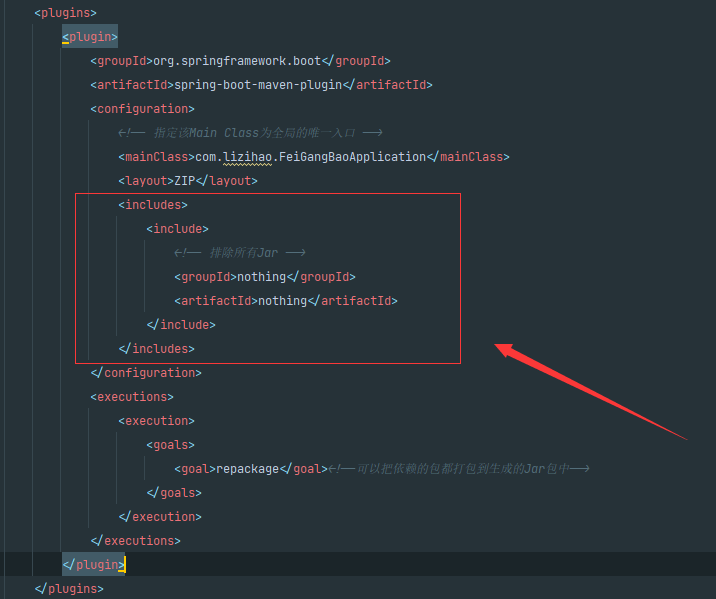 <plugins>
<plugin>
<groupId>org.springframework.boot</groupId>
<artifactId>spring-boot-maven-plugin</artifactId>
<configuration>
<!-- 指定该Main Class为全局的唯一入口 -->
<mainClass>com.lizihao.FeiGangBaoApplication</mainClass>
<layout>ZIP</layout>
<includes>
<include>
<!-- 排除所有Jar -->
<groupId>nothing</groupId>
<artifactId>nothing</artifactId>
</include>
</includes>
</configuration>
<executions>
<execution>
<goals>
<goal>repackage</goal><!--可以把依赖的包都打包到生成的Jar包中-->
</goals>
</execution>
</executions>
</plugin>
</plugins>